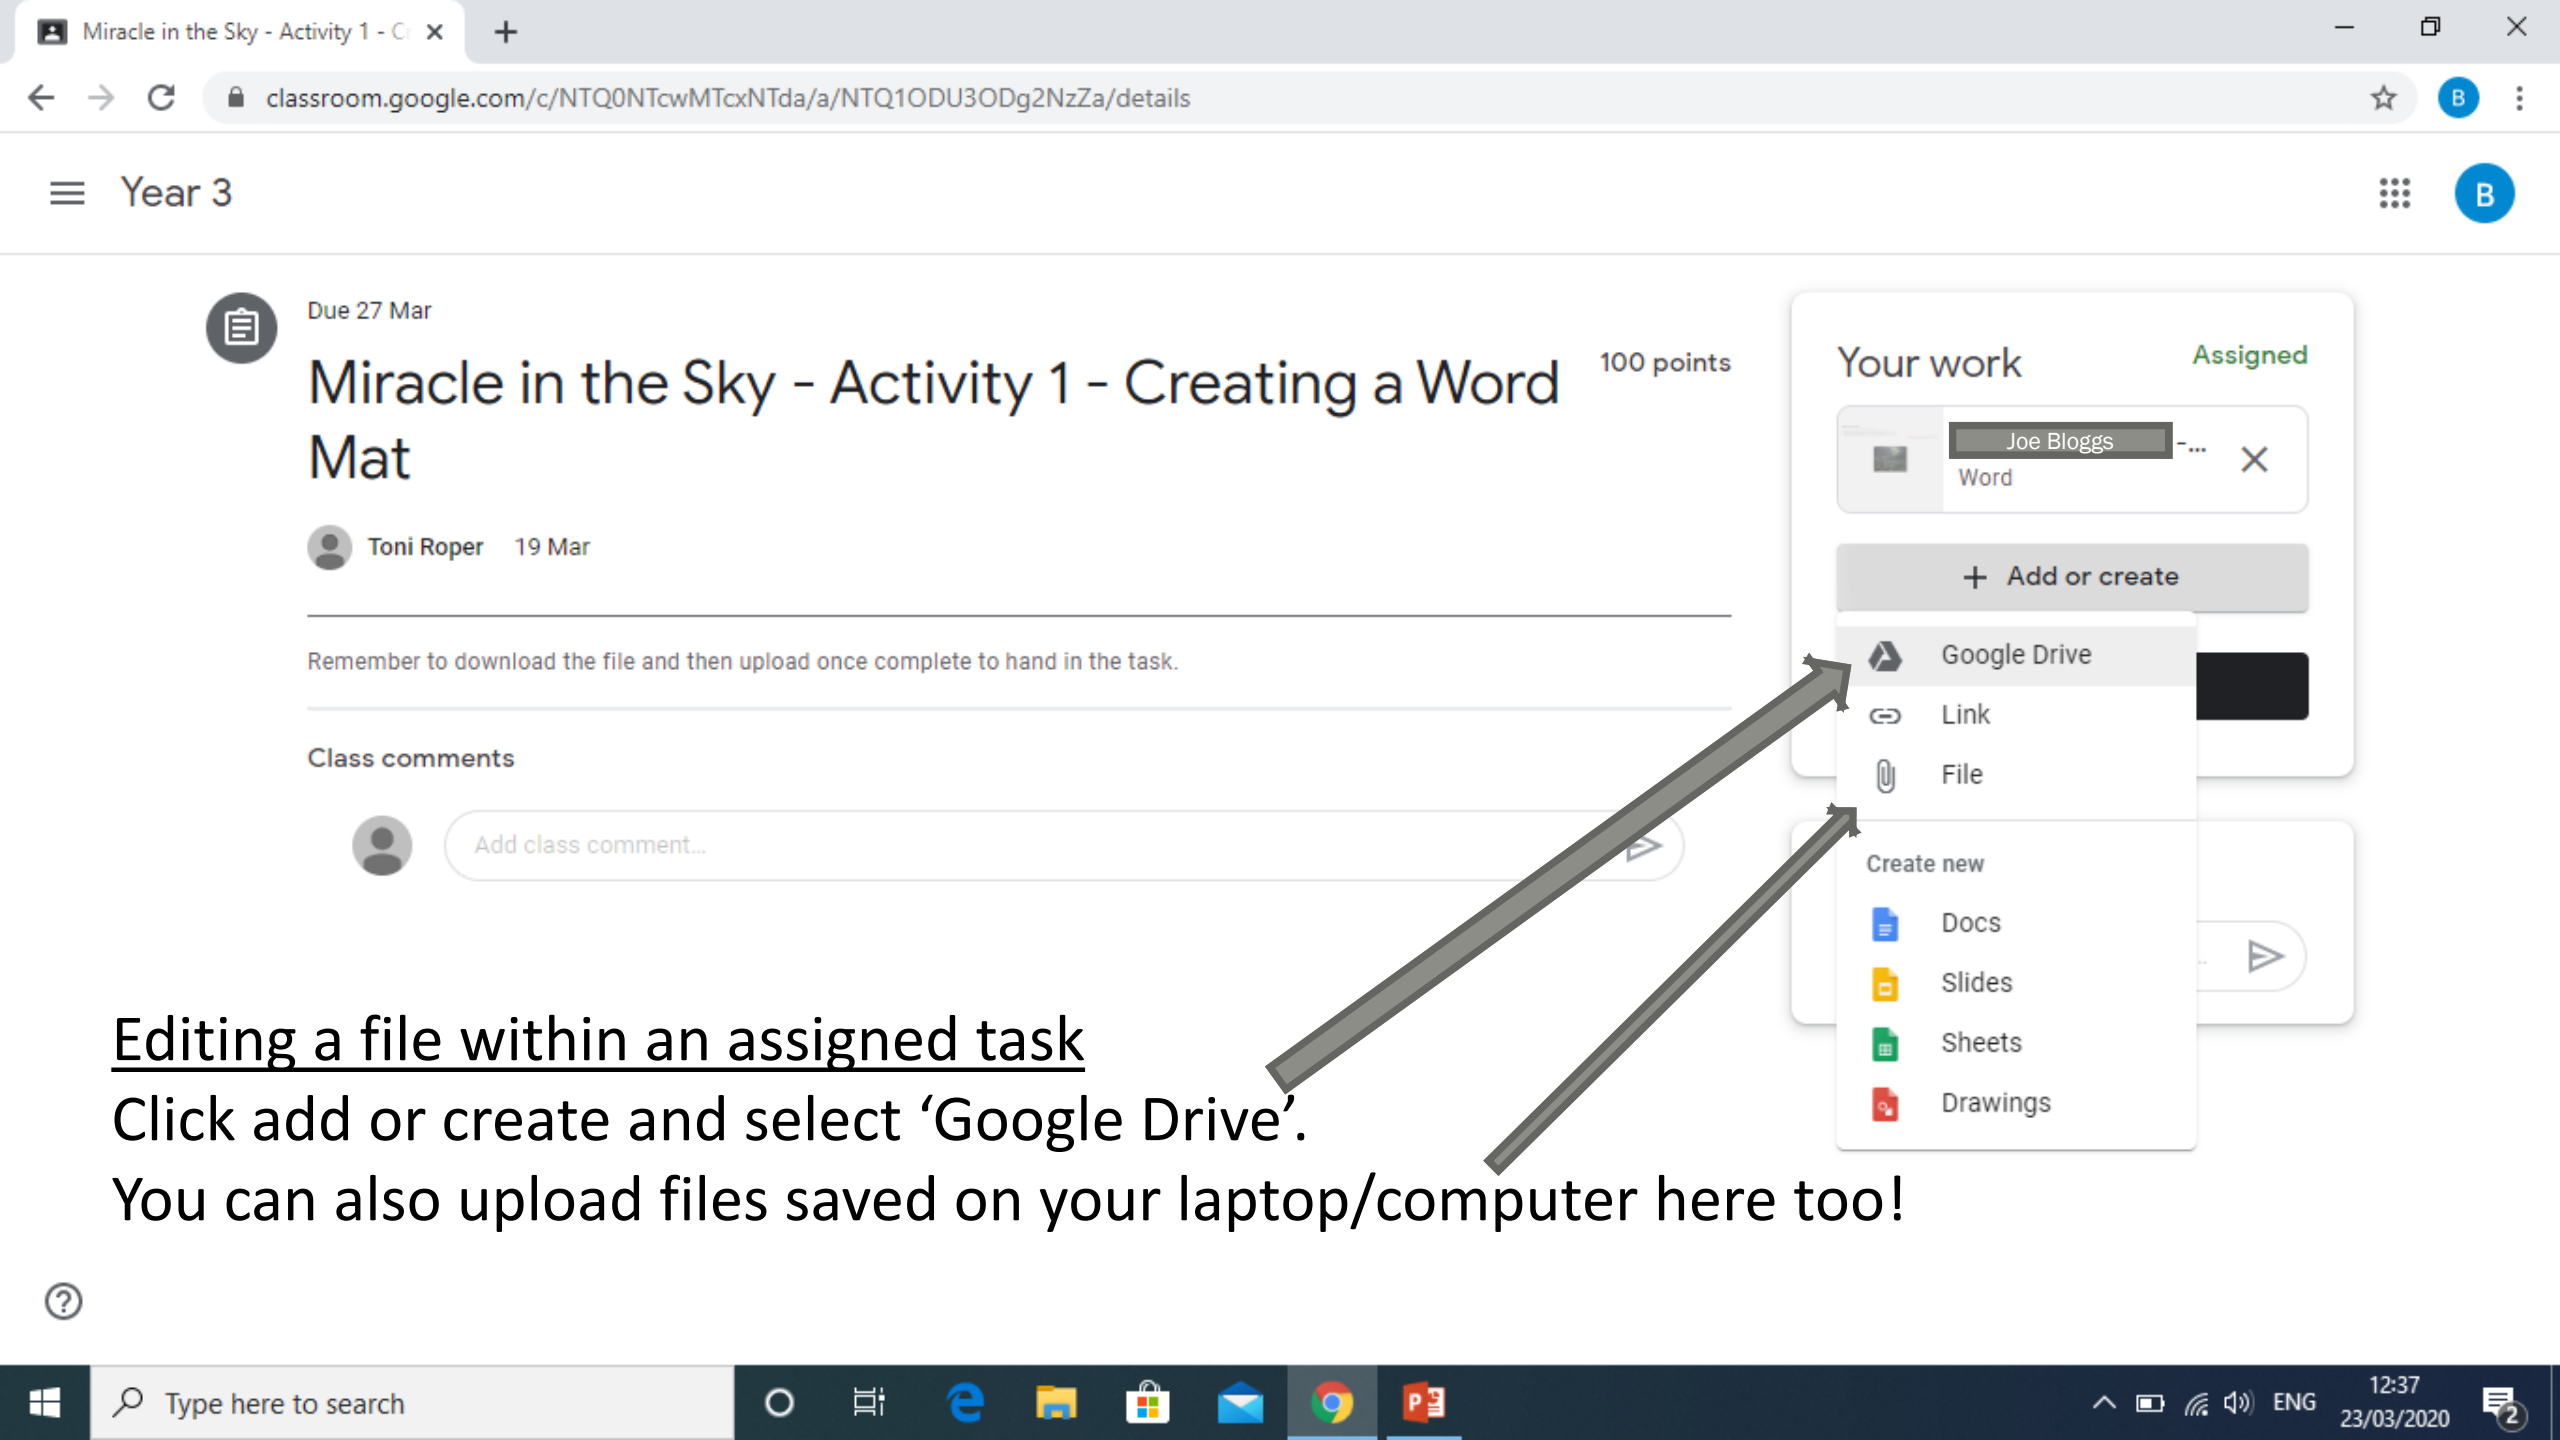 Miracle in the Sky - Activity 1 - C
classroom.google.com/c/NTQ0NTcwMTcxNTda/a/NTQ1ODU3ODg2NzZa/details
B
Year 3
B
Due 27 Mar
Miracle in the Sky - Activity 1 - Creating a Word
Mat
100 points
Toni Roper 19 Mar
Remember to download the file and then upload once complete to hand in the task.
Class comments
Add class comment...
Your work
Assigned
Joe Bloggs -...
Word
+ Add or create
Google Drive
Link
File
Create new
Docs
Slides
Sheets
Drawings
Editing a file within an assigned task
Click add or create and select ‘Google Drive’.
You can also upload files saved on your laptop/computer here too!
Type here to search
ENG
12:37
23/03/2020
2